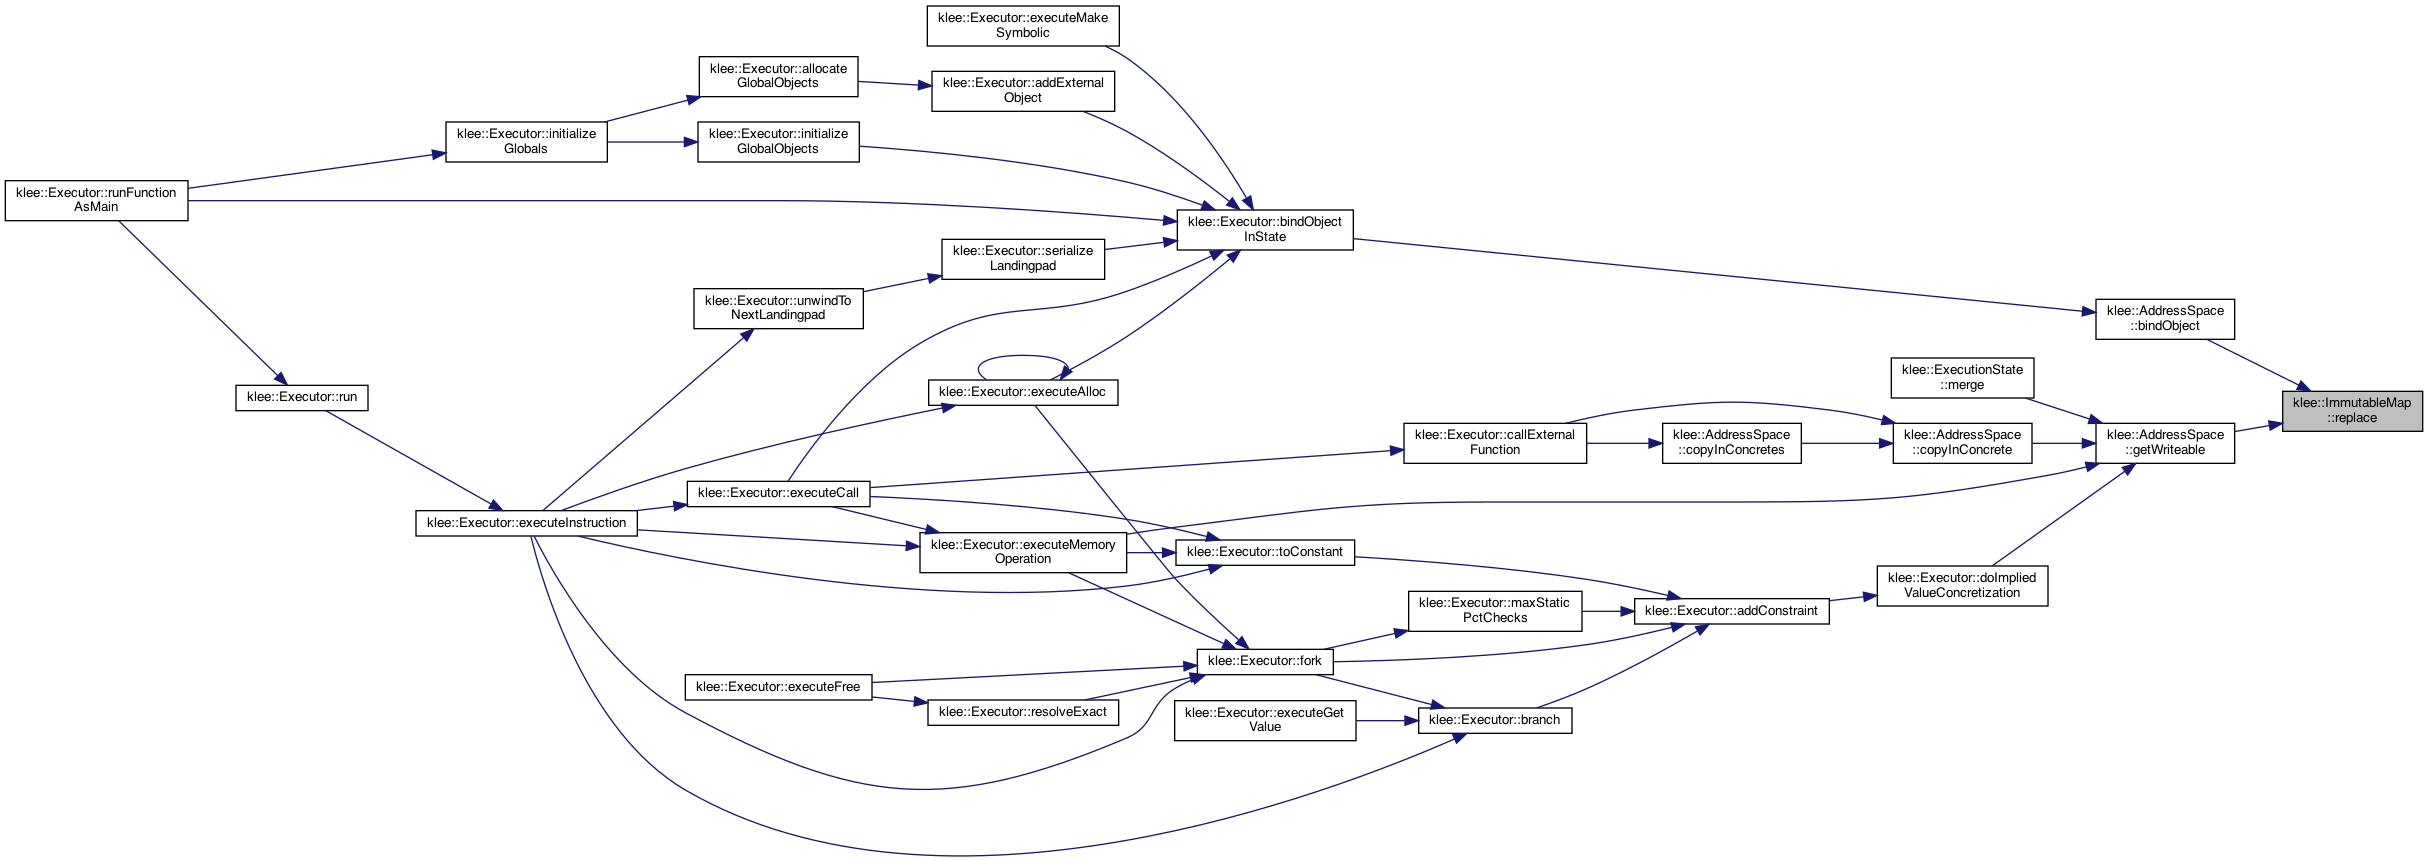 klee::Executor::executeMake
Symbolic
klee::Executor::allocate
GlobalObjects
klee::Executor::addExternal
Object
klee::Executor::initialize
Globals
klee::Executor::initialize
GlobalObjects
klee::Executor::runFunction
AsMain
klee::Executor::bindObject
InState
klee::Executor::serialize
Landingpad
klee::Executor::unwindTo
NextLandingpad
klee::AddressSpace
::bindObject
klee::ExecutionState
::merge
klee::Executor::run
klee::Executor::executeAlloc
klee::ImmutableMap
::replace
klee::Executor::callExternal
Function
klee::AddressSpace
::copyInConcretes
klee::AddressSpace
::copyInConcrete
klee::AddressSpace
::getWriteable
klee::Executor::executeCall
klee::Executor::executeInstruction
klee::Executor::executeMemory
Operation
klee::Executor::toConstant
klee::Executor::doImplied
ValueConcretization
klee::Executor::maxStatic
PctChecks
klee::Executor::addConstraint
klee::Executor::fork
klee::Executor::executeFree
klee::Executor::resolveExact
klee::Executor::executeGet
Value
klee::Executor::branch